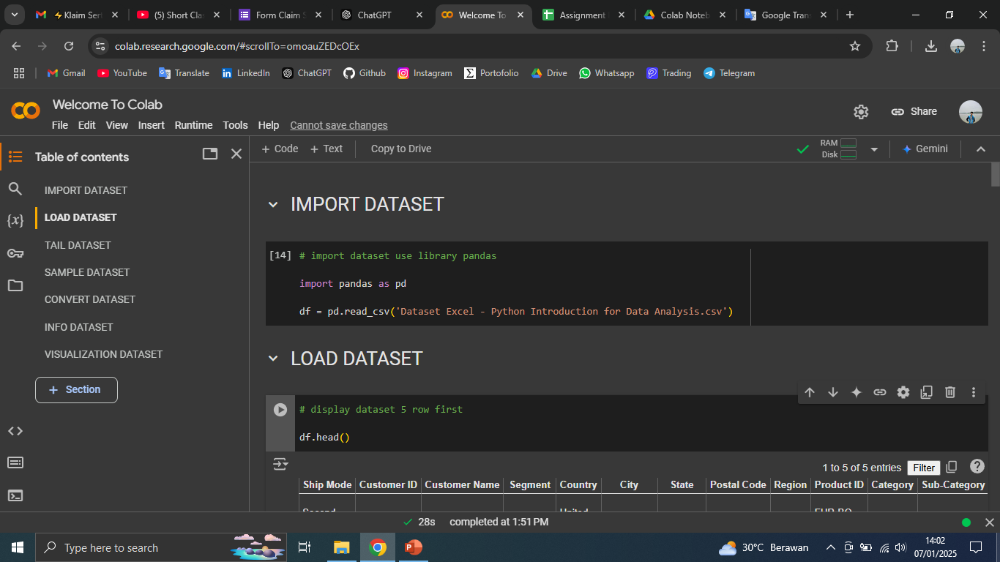 ⚡Klaim Sert
(5) Short Cla
Form Claim S
ChatGPT
Welcome To
Assignment
Colab Noteb
Google Tran
colab.research.google.com/#scrollTo=omoauZEDcOEx
Gmail
YouTube
Translate
LinkedIn
ChatGPT
Github
Instagram
Portofolio
Drive
Whatsapp
Trading
Telegram
Welcome To Colab
File Edit View Insert Runtime Tools Help Cannot save changes
Share
Table of contents
+ Code + Text Copy to Drive
RAM
Disk
Gemini
IMPORT DATASET
LOAD DATASET
TAIL DATASET
SAMPLE DATASET
CONVERT DATASET
INFO DATASET
VISUALIZATION DATASET
+ Section
IMPORT DATASET
[14] # import dataset use library pandas
import pandas as pd
df = pd.read_csv('Dataset Excel - Python Introduction for Data Analysis.csv')
LOAD DATASET
# display dataset 5 row first
df.head()
1 to 5 of 5 entries Filter
Ship Mode Customer ID Customer Name Segment Country City State Postal Code Region Product ID Category Sub-Category
Second United FUR-BO
28s completed at 1:51 PM
Type here to search
30°C Berawan
14:02
07/01/2025